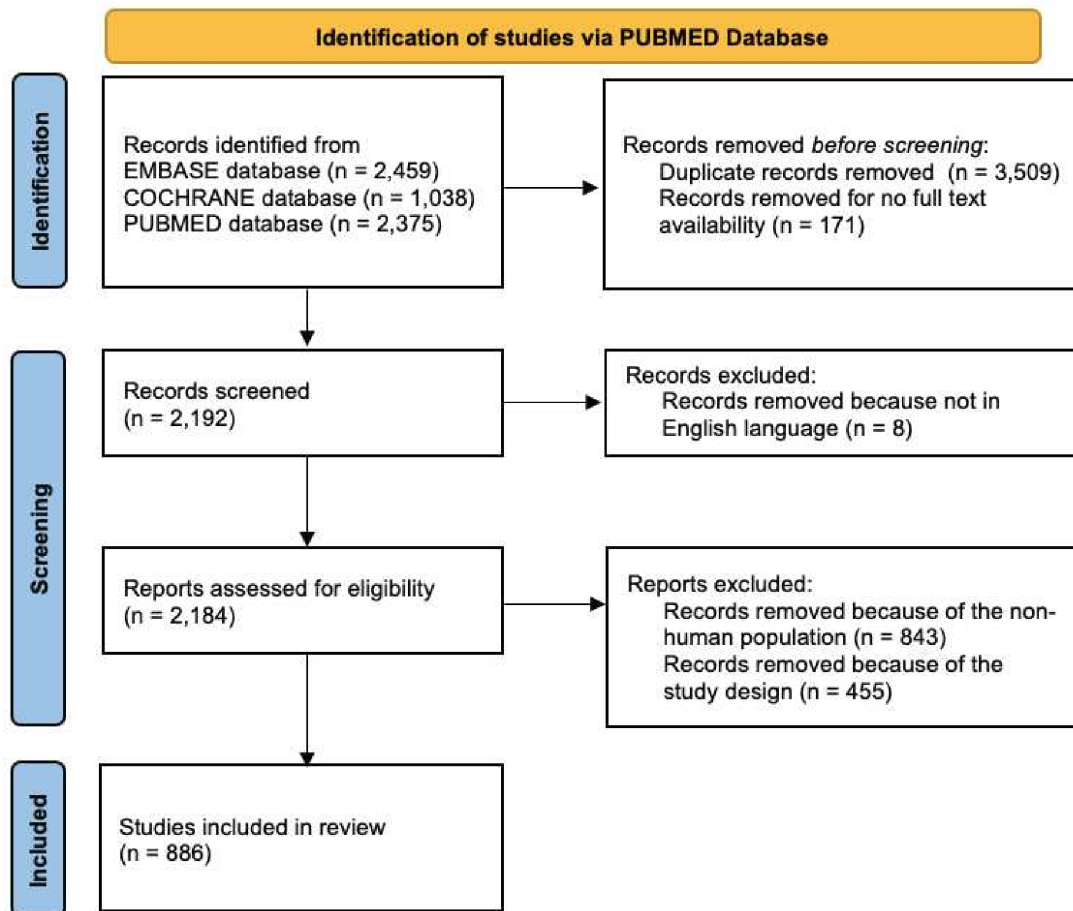 Identification of studies via PUBMED Database
Identification
Records identified from
EMBASE database (n = 2,459)
COCHRANE database (n = 1,038)
PUBMED database (n = 2,375)
Records removed before screening:
Duplicate records removed (n = 3,509)
Records removed for no full text
availability (n = 171)
Screening
Records screened
(n = 2,192)
Records excluded:
Records removed because not in
English language (n = 8)
Reports assessed for eligibility
(n = 2,184)
Reports excluded:
Records removed because of the non-
human population (n = 843)
Records removed because of the
study design (n = 455)
Included
Studies included in review
(n = 886)